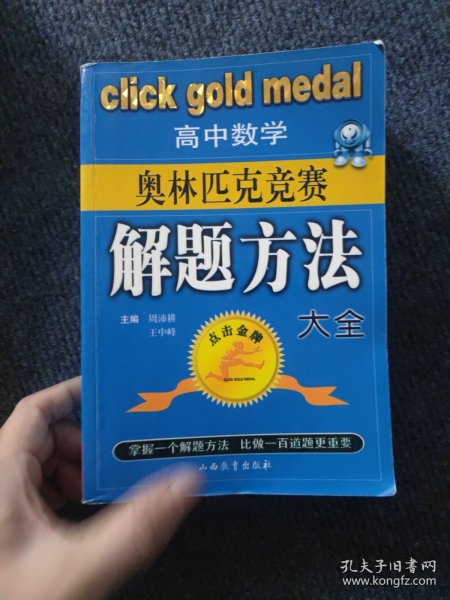 click gold medal
高中数学
奥林匹克竞赛
解题方法
大全
主编 周沛耕
王中峰
点击金牌
CLICK GOLD MEDAL
掌握一个解题方法 比做一百道题更重要
山西教育出版社
孔夫子旧书网
www.kongfz.com